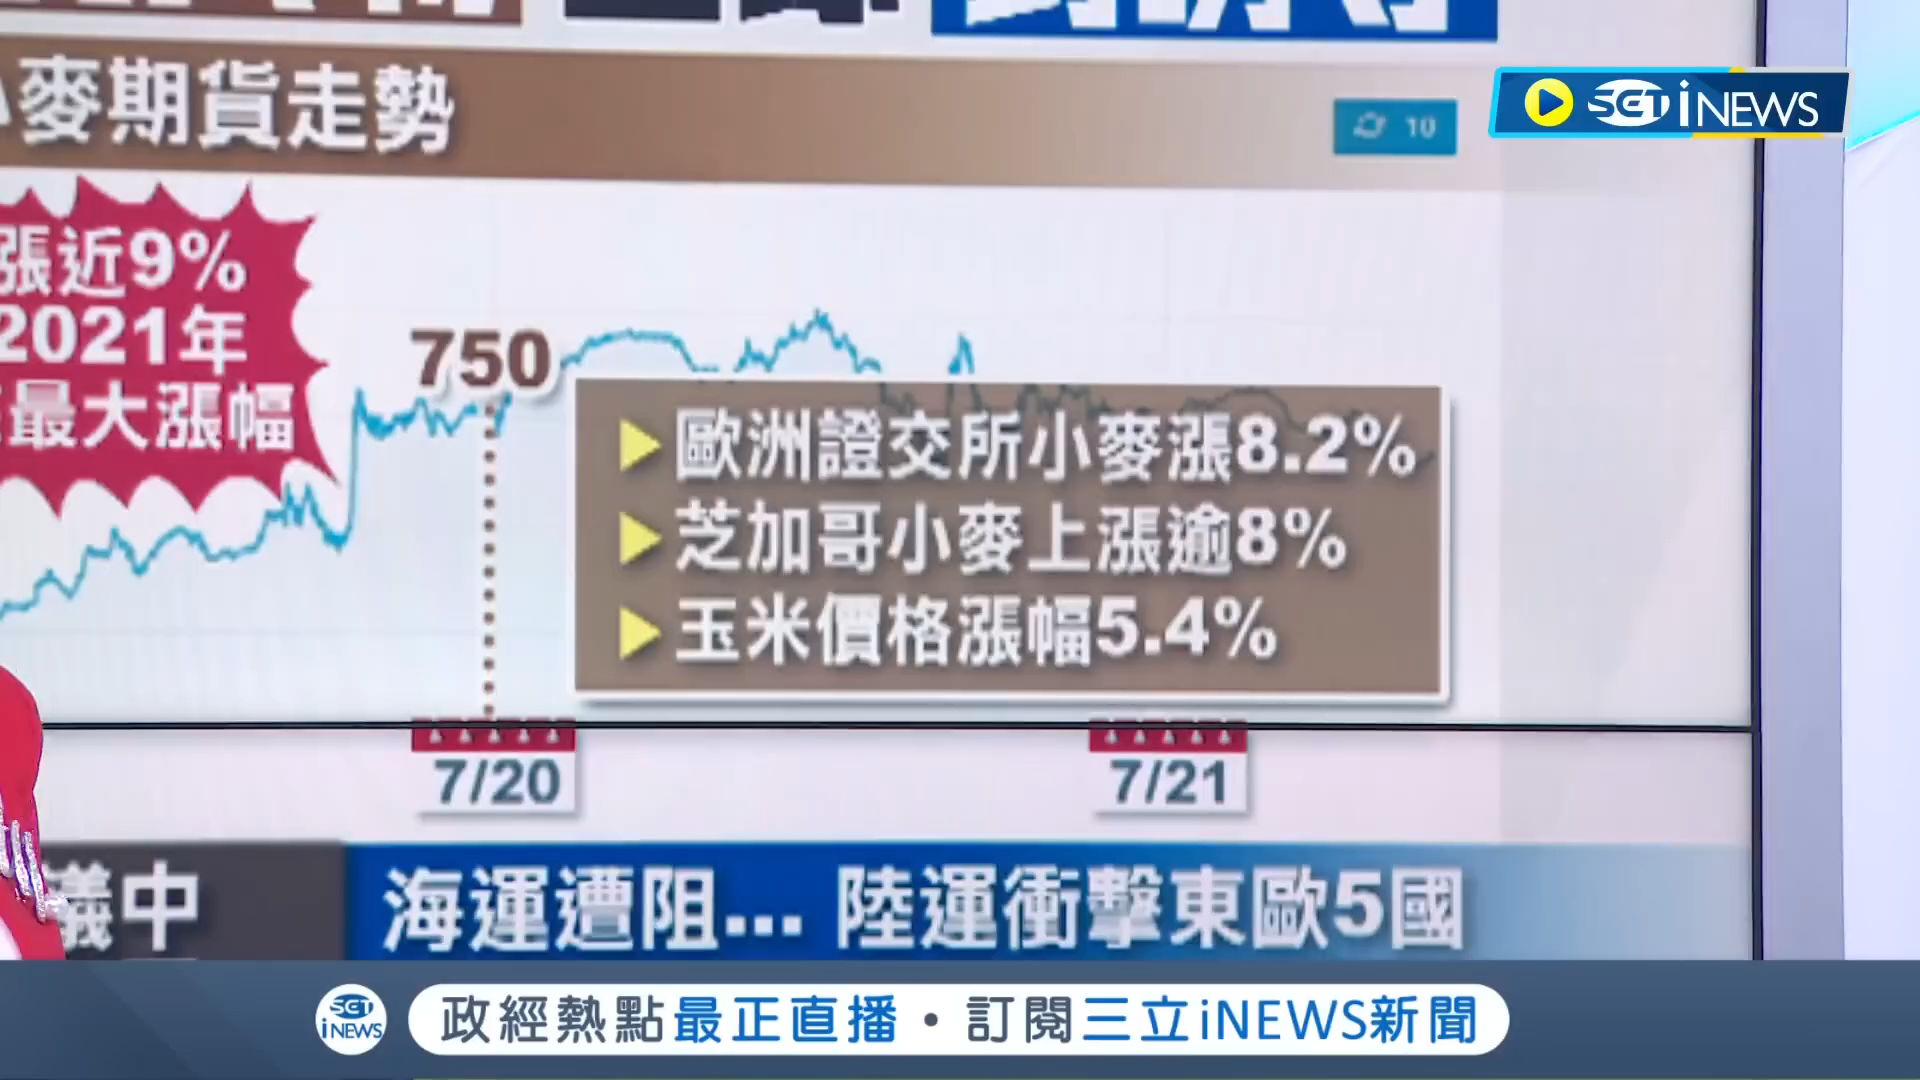 小麥期貨走勢
10
SET iNEWS
漲近9%
2021年
最大漲幅
750
歐洲證交所小麥漲8.2%
芝加哥小麥上漲逾8%
玉米價格漲幅5.4%
7/20
7/21
議中
海運遭阻... 陸運衝擊東歐5國
SET iNEWS
政經熱點最正直播・訂閱三立iNEWS新聞